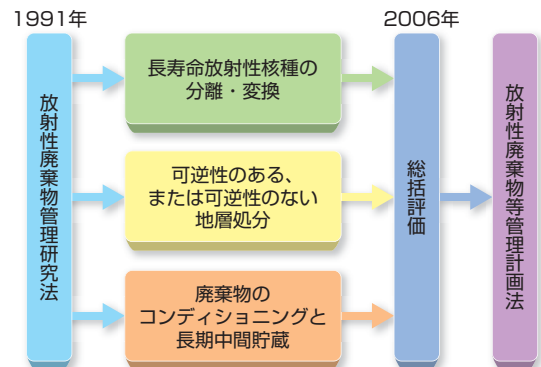 1991年
2006年
放射性廃棄物管理研究法
長寿命放射性核種の
分離・変換
可逆性のある、
または可逆性のない
地層処分
廃棄物の
コンディショニングと
長期中間貯蔵
総括評価
放射性廃棄物等管理計画法